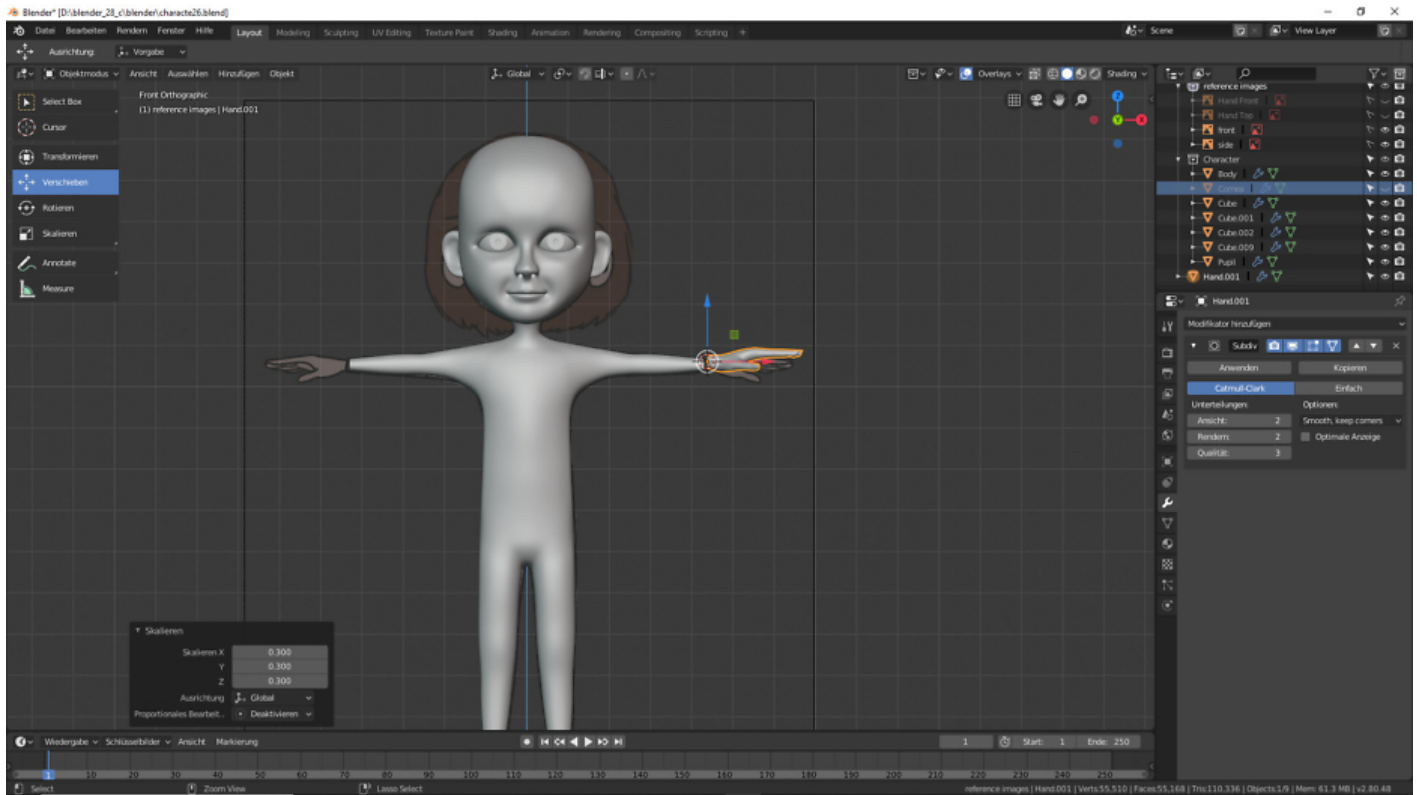 Blender* [D:\blender_28_c\blender\characte26.blend]
Datei Bearbeiten Rendern Fenster Hilfe Layout Modeling Sculpting UV Editing Texture Paint Shading Animation Rendering Compositing Scripting + Scene View Layer
Ausrichtung: Vorgabe
Objektmodus Ansicht Auswählen Hinzufügen Objekt Global Overlays Shading
Front Orthographic
(1) reference images | Hand.001
Select Box
Cursor
Transformieren
Verschieben
Rotieren
Skalieren
Annotate
Measure
Z
Y
X
reference images
Hand Front
Hand Top
front
side
Character
Body
Cube
Cube.001
Cube.002
Cube.009
Pupil
Hand.001
Hand.001
Modifikator hinzufügen
Subdiv
Anwenden Kopieren
Catmull-Clark Einfach
Unterteilungen: Optionen:
Ansicht: 2 Smooth, keep corners
Rendern: 2 Optimale Anzeige
Qualität: 3
Skalieren
Skalieren X 0.300
Y 0.300
Z 0.300
Ausrichtung Global
Proportionales Bearbeit.. Deaktivieren
Wiedergabe Schlüsselbilder Ansicht Markierung 1 Start: 1 Ende: 250
1 10 20 30 40 50 60 70 80 90 100 110 120 130 140 150 160 170 180 190 200 210 220 230 240 250
Select Zoom View Lasso Select reference images | Hand.001 | Verts:55,510 | Faces:55,168 | Tris:110,336 | Objects:1/9 | Mem: 61.3 MB | v2.80.48